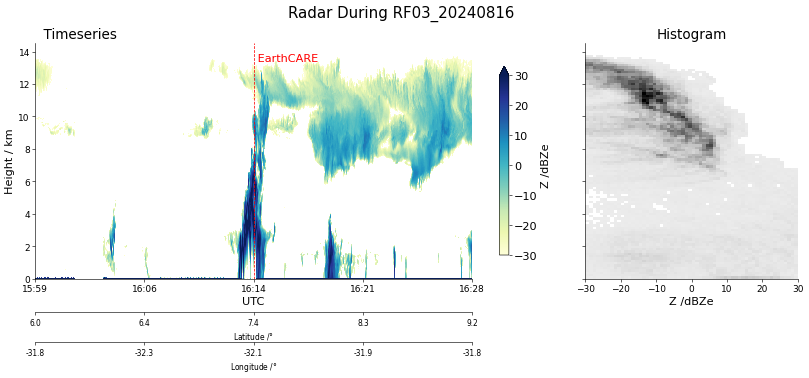 Radar During RF03_20240816
Timeseries
Histogram
EarthCARE
14
12
10
8
6
4
2
0
Height / km
15:59 16:06 16:14 16:21 16:28
UTC
6.0 6.4 7.4 8.3 9.2
Latitude /°
-31.8 -32.3 -32.1 -31.9 -31.8
Longitude /°
30
20
10
0
−10
−20
−30
Z /dBZe
−30 −20 −10 0 10 20 30
Z /dBZe